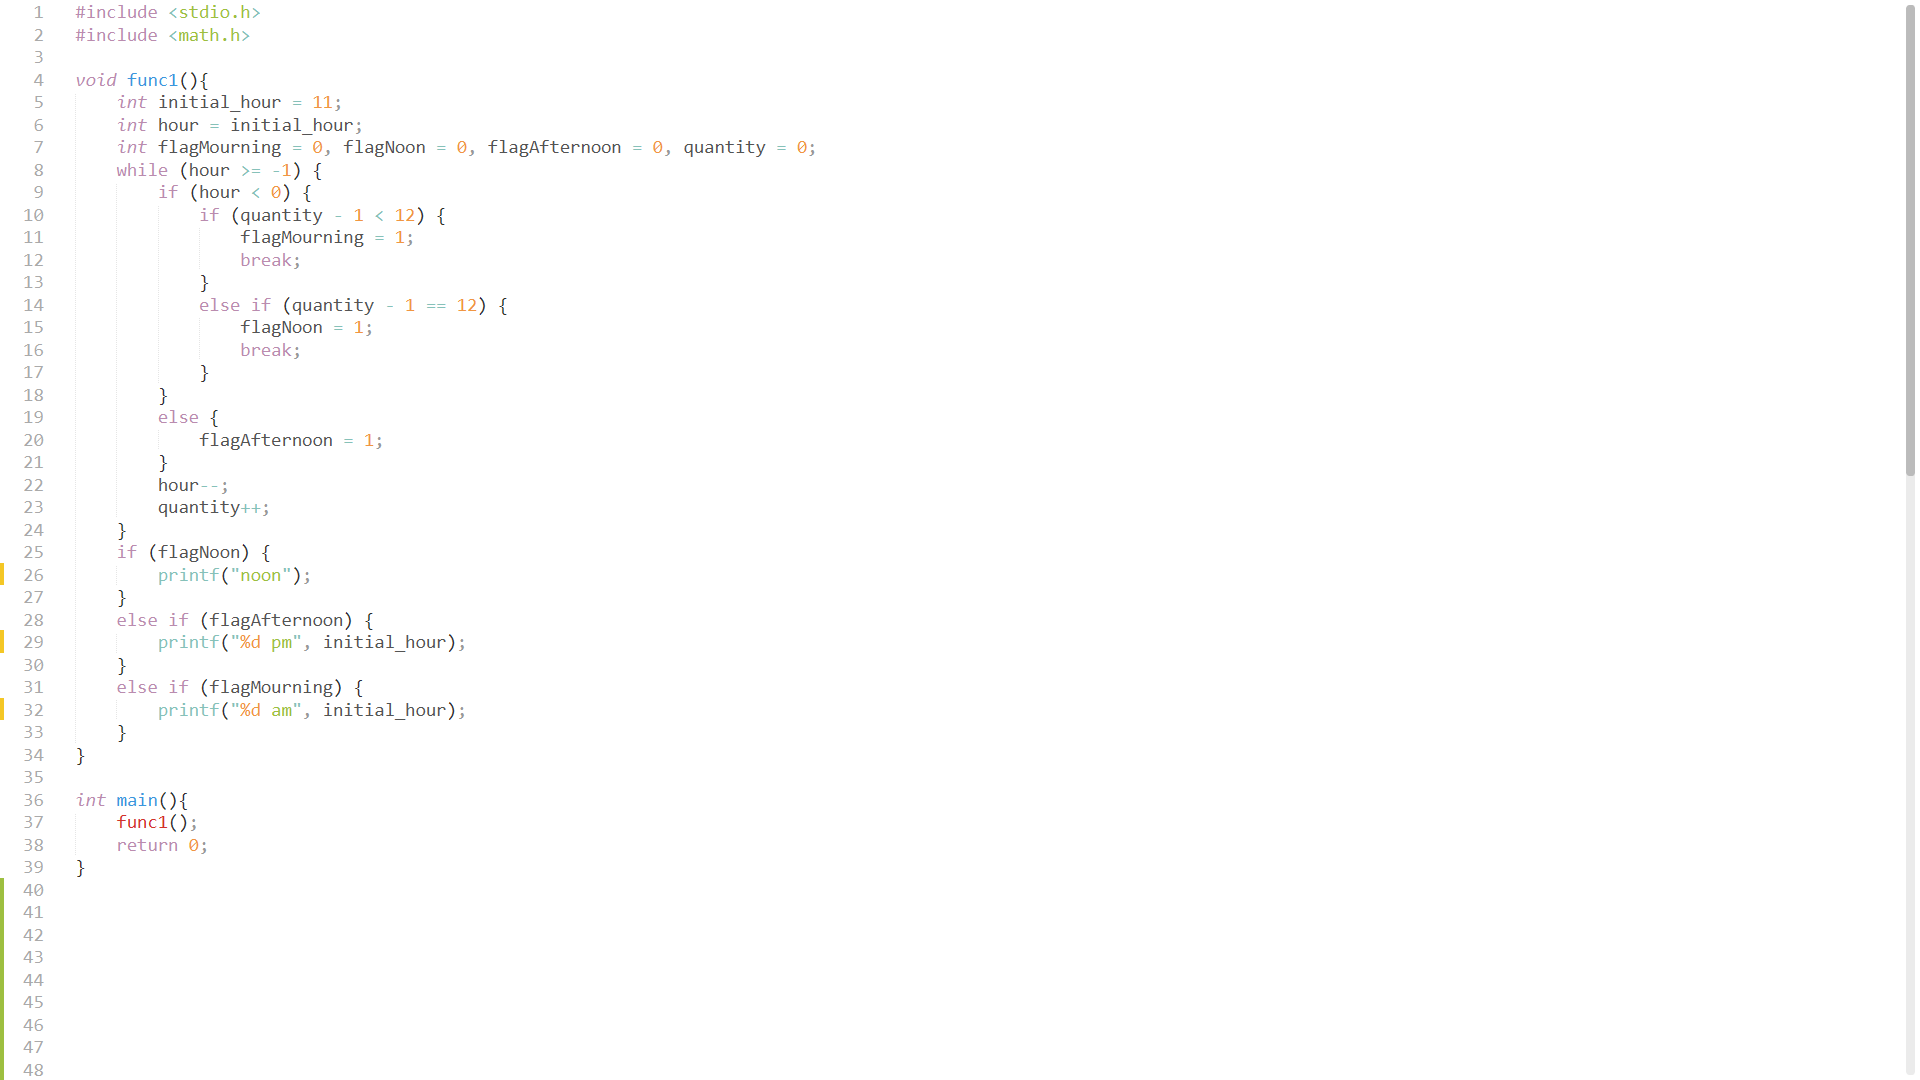 1 #include <stdio.h>
2 #include <math.h>
3
4 void func1(){
5     int initial_hour = 11;
6     int hour = initial_hour;
7     int flagMourning = 0, flagNoon = 0, flagAfternoon = 0, quantity = 0;
8     while (hour >= -1) {
9         if (hour < 0) {
10             if (quantity - 1 < 12) {
11                 flagMourning = 1;
12                 break;
13             }
14             else if (quantity - 1 == 12) {
15                 flagNoon = 1;
16                 break;
17             }
18         }
19         else {
20             flagAfternoon = 1;
21         }
22         hour--;
23         quantity++;
24     }
25     if (flagNoon) {
26         printf("noon");
27     }
28     else if (flagAfternoon) {
29         printf("%d pm", initial_hour);
30     }
31     else if (flagMourning) {
32         printf("%d am", initial_hour);
33     }
34 }
35
36 int main(){
37     func1();
38     return 0;
39 }
40
41
42
43
44
45
46
47
48